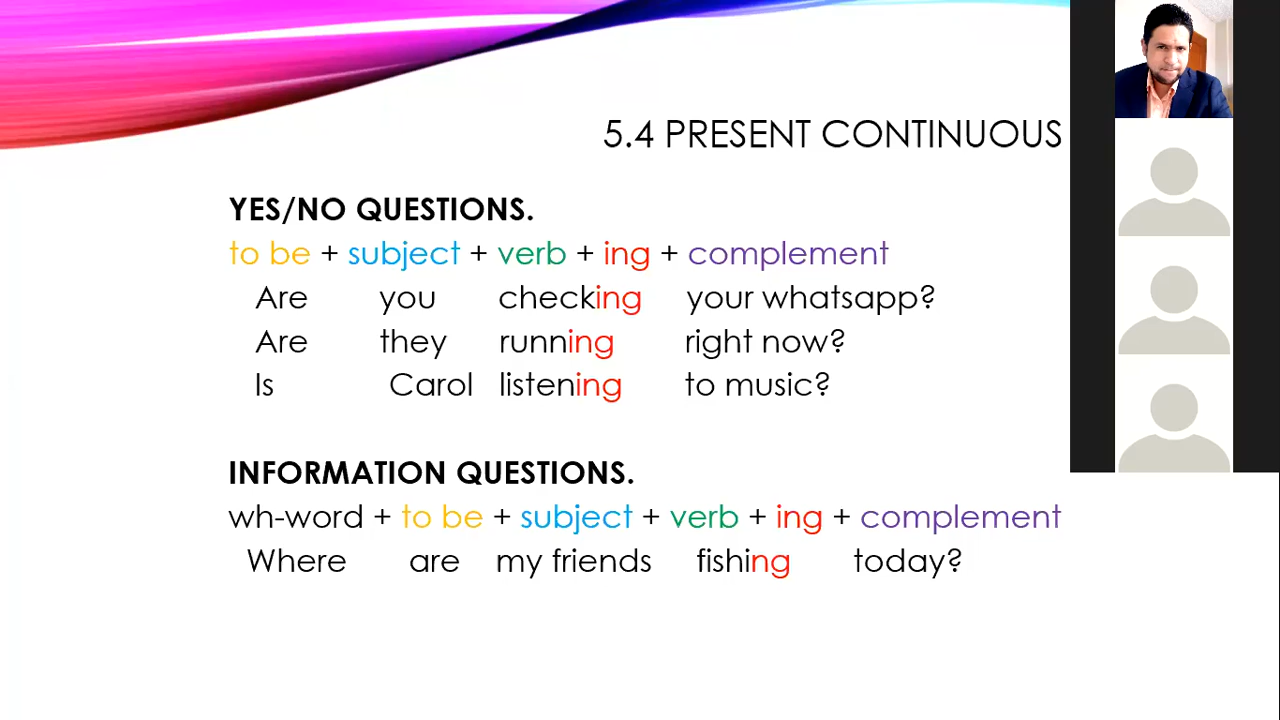 5.4 PRESENT CONTINUOUS
YES/NO QUESTIONS.
to be + subject + verb + ing + complement
Are you checking your whatsapp?
Are they running right now?
Is Carol listening to music?
INFORMATION QUESTIONS.
wh-word + to be + subject + verb + ing + complement
Where are my friends fishing today?